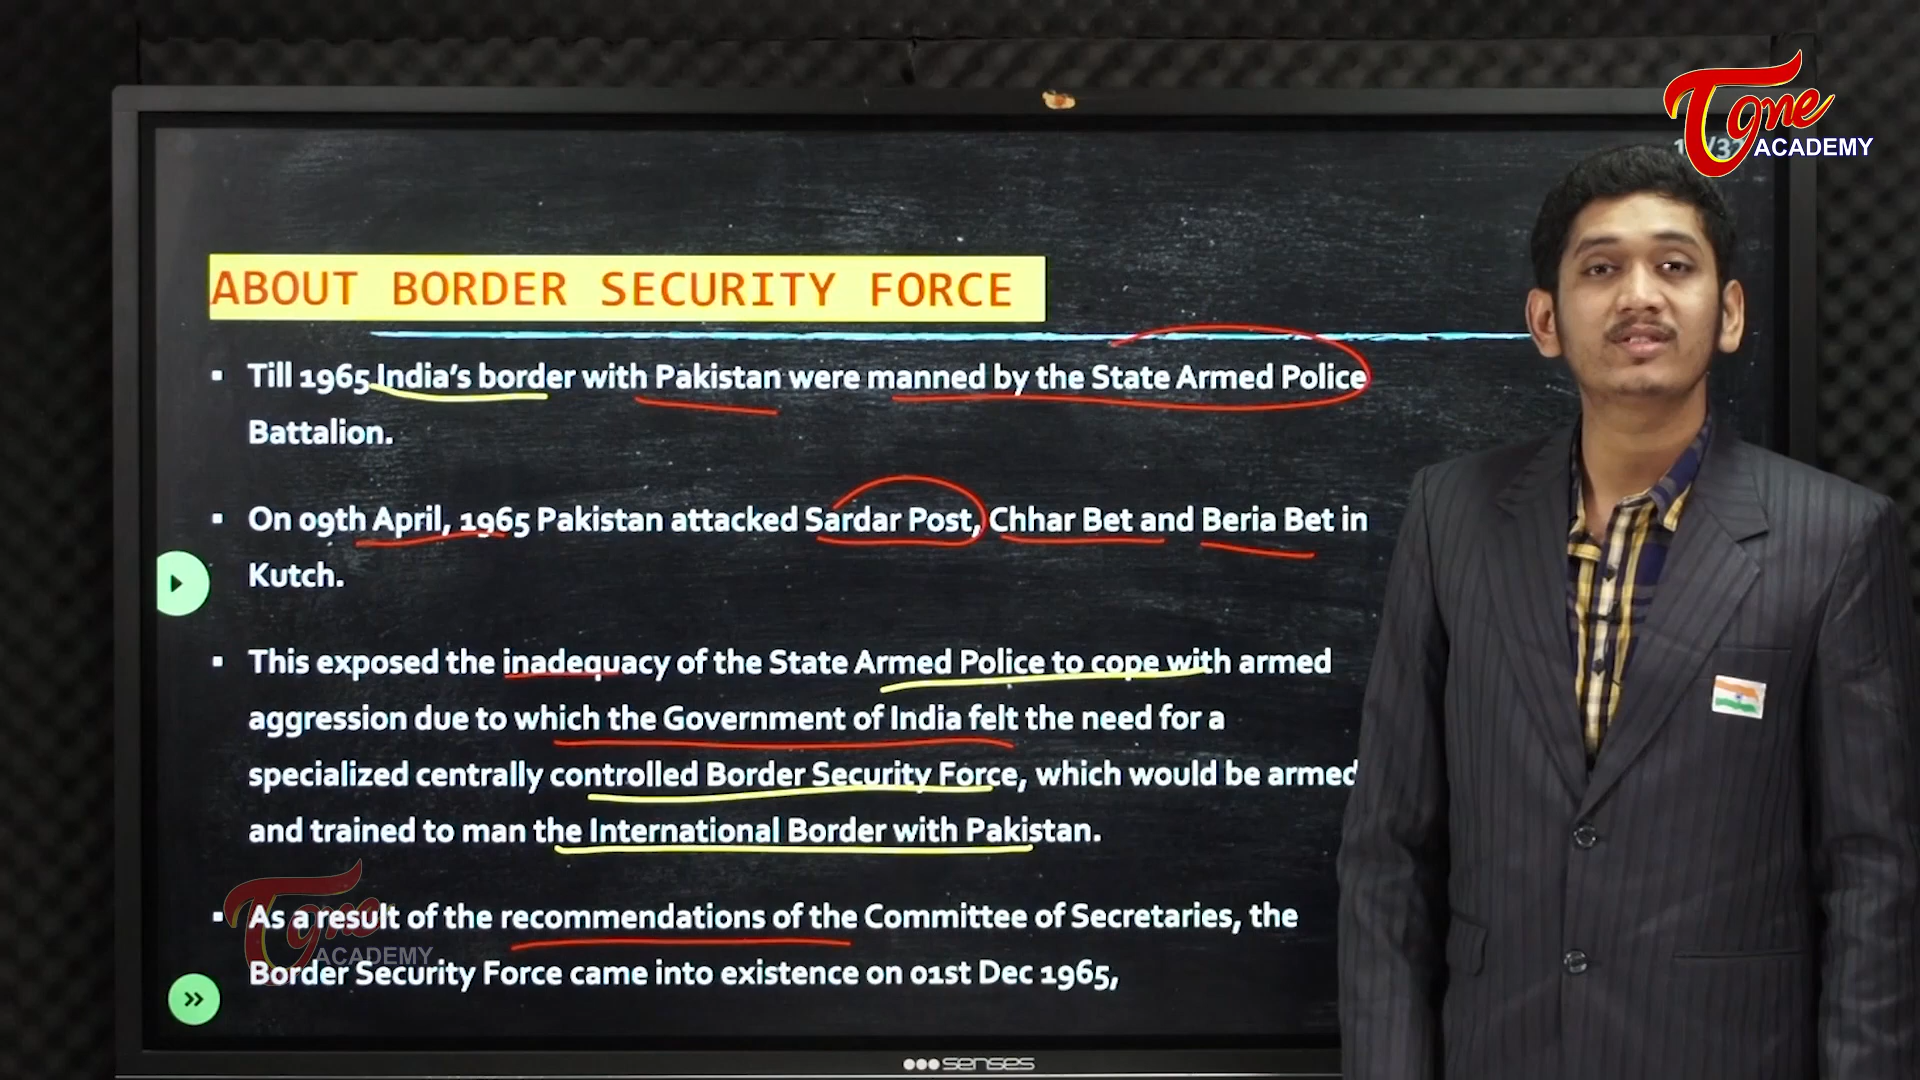 Tone
ACADEMY
ABOUT BORDER SECURITY FORCE
▪ Till 1965 India's border with Pakistan were manned by the State Armed Police
Battalion.
▪ On 09th April, 1965 Pakistan attacked Sardar Post, Chhar Bet and Beria Bet in
Kutch.
▪ This exposed the inadequacy of the State Armed Police to cope with armed
aggression due to which the Government of India felt the need for a
specialized centrally controlled Border Security Force, which would be armed
and trained to man the International Border with Pakistan.
▪ As a result of the recommendations of the Committee of Secretaries, the
Border Security Force came into existence on 01st Dec 1965,
Tone
ACADEMY
senses